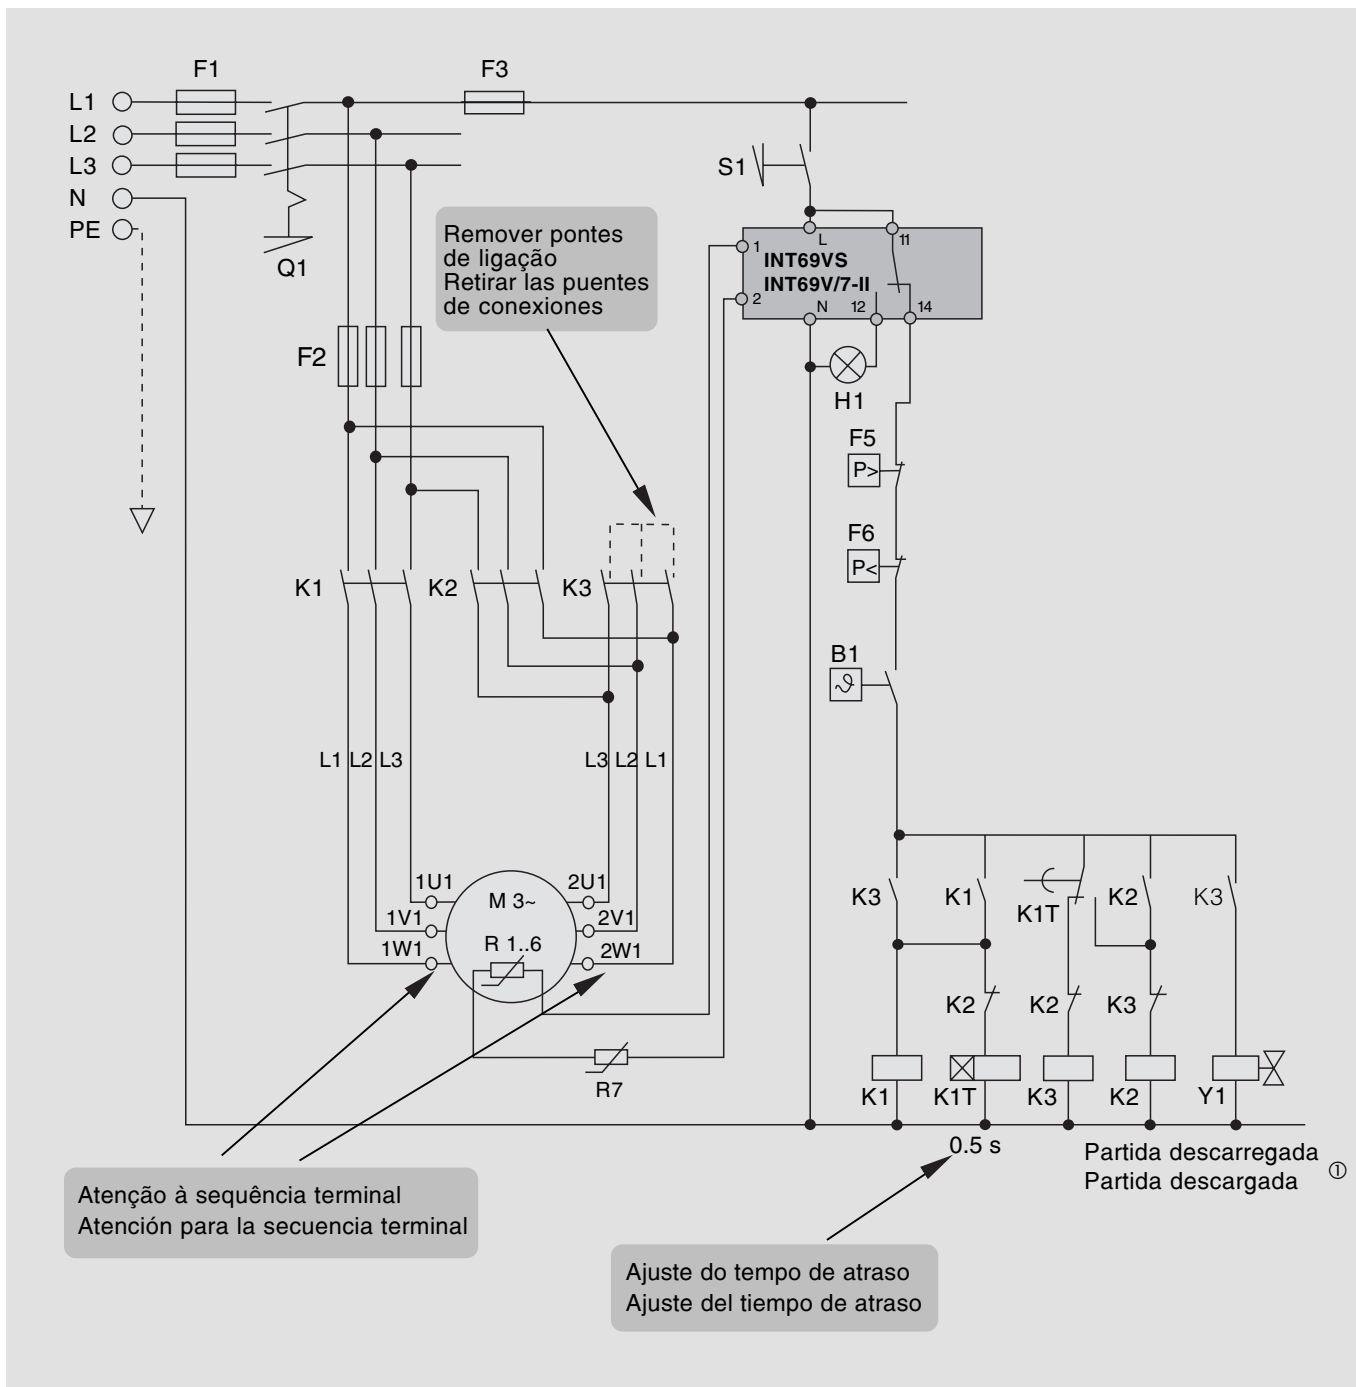 F1
F3
L1
L2
L3
N
PE
Q1
S1
Remover pontes
de ligação
Retirar las puentes
de conexiones
1
L
11
INT69VS
INT69V/7-II
2
N
12
14
F2
H1
F5
P>
F6
P<
K1
K2
K3
B1
L1
L2
L3
L3
L2
L1
1U1
M 3~
2U1
1V1
2V1
1W1
R 1..6
2W1
K3
K1
K1T
K2
K3
K2
K2
K3
R7
K1
K1T
K3
K2
Y1
0.5 s
Partida descarregada
Partida descargada
①
Atenção à sequência terminal
Atención para la secuencia terminal
Ajuste do tempo de atraso
Ajuste del tiempo de atraso